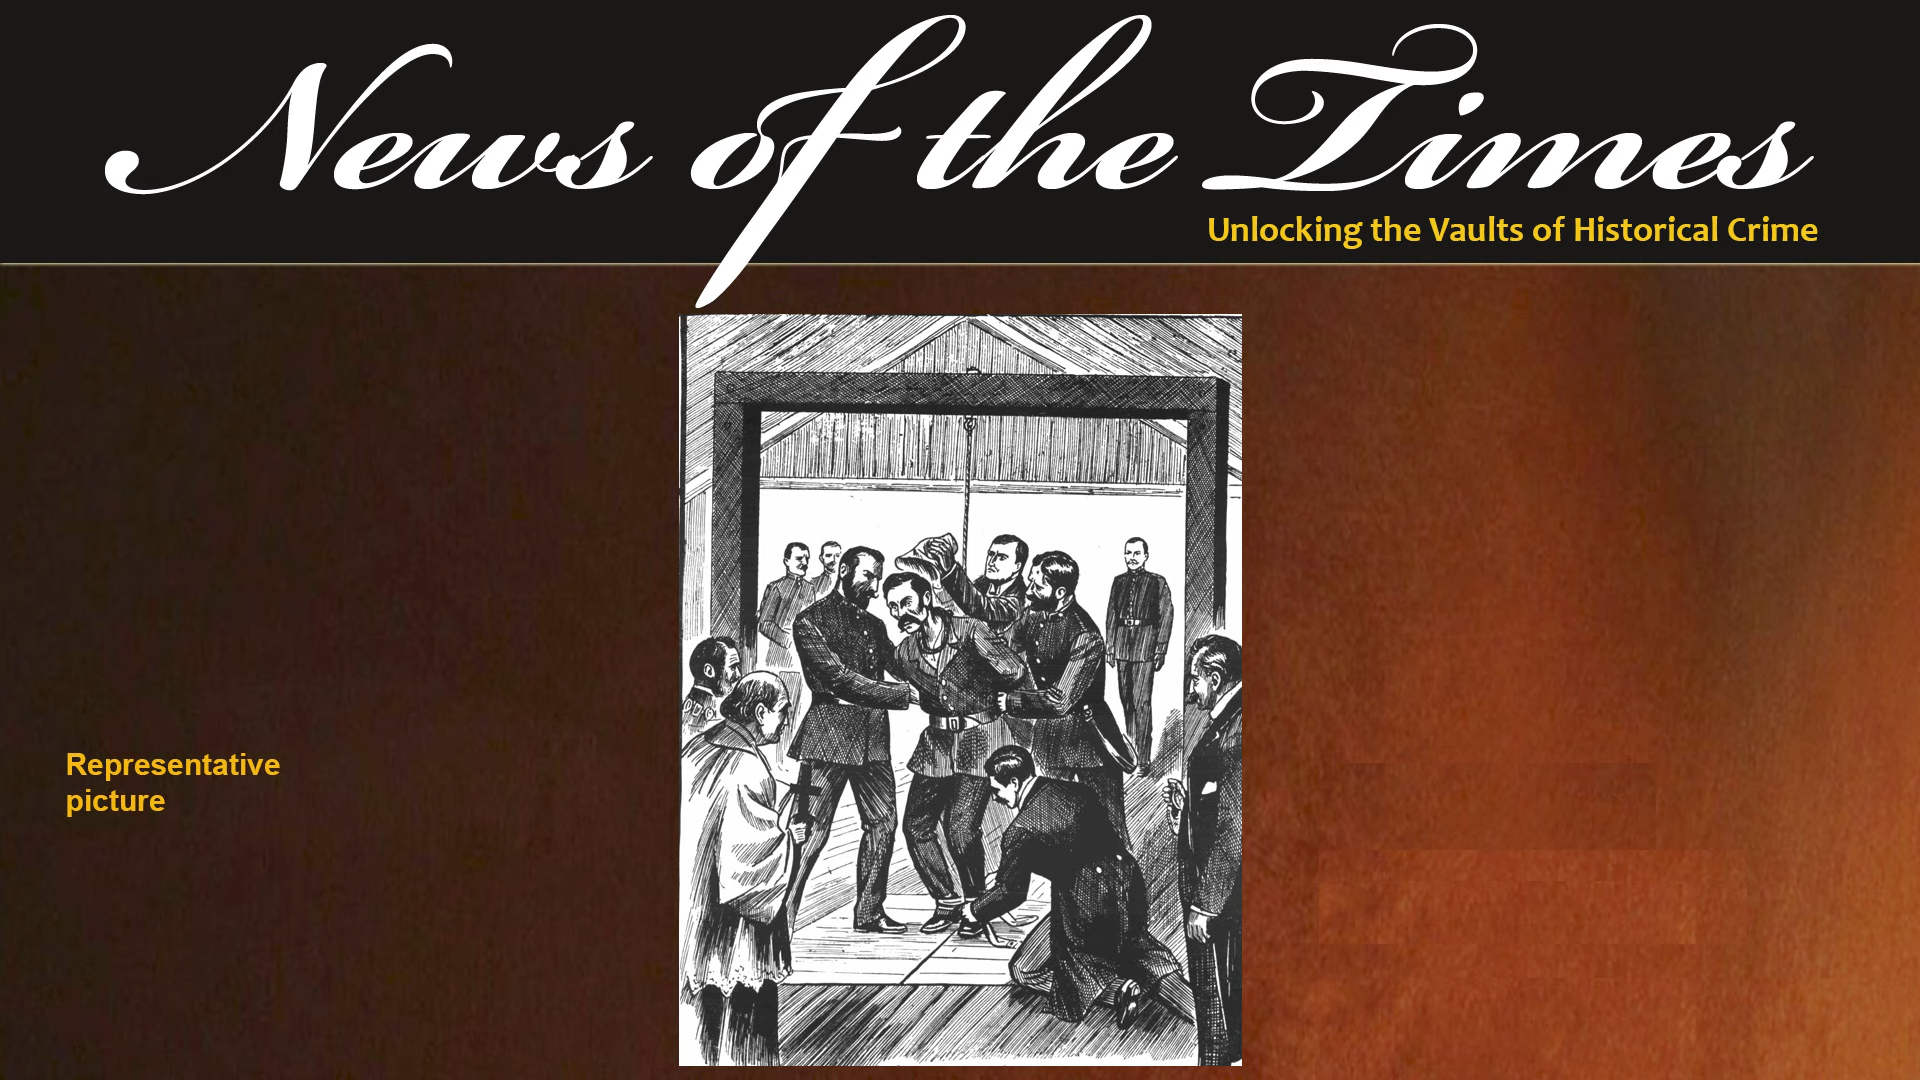 News of the Times
Unlocking the Vaults of Historical Crime
Representative
picture